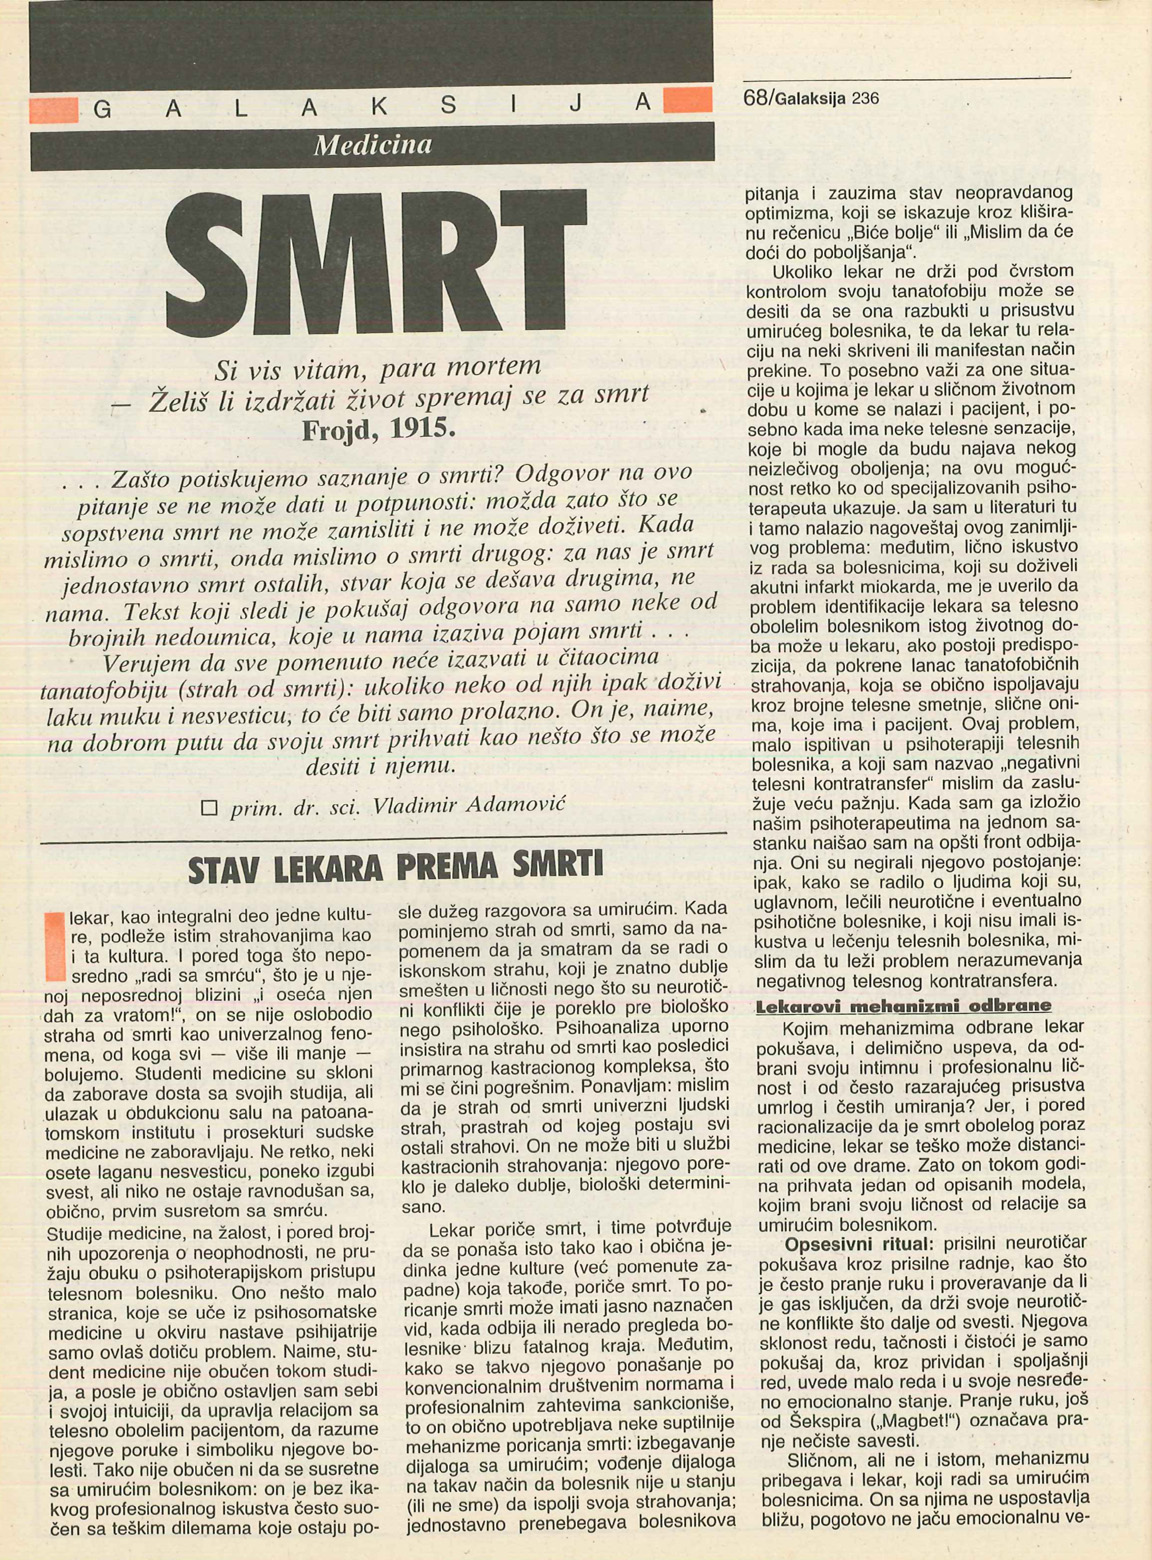 G A L A K S I J A
Medicina
68/Galaksija 236
SMRT
Si vis vitam, para mortem
— Želiš li izdržati život spremaj se za smrt
Frojd, 1915.
. . . Zašto potiskujemo saznanje o smrti? Odgovor na ovo
pitanje se ne može dati u potpunosti: možda zato što se
sopstvena smrt ne može zamisliti i ne može doživeti. Kada
mislimo o smrti, onda mislimo o smrti drugog: za nas je smrt
jednostavno smrt ostalih, stvar koja se dešava drugima, ne
nama. Tekst koji sledi je pokušaj odgovora na samo neke od
brojnih nedoumica, koje u nama izaziva pojam smrti . . .
Verujem da sve pomenuto neće izazvati u čitaocima
tanatofobiju (strah od smrti): ukoliko neko od njih ipak doživi
laku muku i nesvesticu, to će biti samo prolazno. On je, naime,
na dobrom putu da svoju smrt prihvati kao nešto što se može
desiti i njemu.
□ prim. dr. sci. Vladimir Adamović
STAV LEKARA PREMA SMRTI
I lekar, kao integralni deo jedne kultu-
re, podleže istim strahovanjima kao
i ta kultura. I pored toga što nepo-
sredno „radi sa smrću“, što je u nje-
noj neposrednoj blizini „i oseća njen
dah za vratom!“, on se nije oslobodio
straha od smrti kao univerzalnog feno-
mena, od koga svi — više ili manje —
bolujemo. Studenti medicine su skloni
da zaborave dosta sa svojih studija, ali
ulazak u obdukcionu salu na patoana-
tomskom institutu i prosekturi sudske
medicine ne zaboravljaju. Ne retko, neki
osete laganu nesvesticu, poneko izgubi
svest, ali niko ne ostaje ravnodušan sa,
obično, prvim susretom sa smrću.
Studije medicine, na žalost, i pored broj-
nih upozorenja o neophodnosti, ne pru-
žaju obuku o psihoterapijskom pristupu
telesnom bolesniku. Ono nešto malo
stranica, koje se uče iz psihosomatske
medicine u okviru nastave psihijatrije
samo ovlaš dotiču problem. Naime, stu-
dent medicine nije obučen tokom studi-
ja, a posle je obično ostavljen sam sebi
i svojoj intuiciji, da upravlja relacijom sa
telesno obolelim pacijentom, da razume
njegove poruke i simboliku njegove bo-
lesti. Tako nije obučen ni da se susretne
sa umirućim bolesnikom: on je bez ika-
kvog profesionalnog iskustva često suo-
čen sa teškim dilemama koje ostaju po-
sle dužeg razgovora sa umirućim. Kada
pominjemo strah od smrti, samo da na-
pomenem da ja smatram da se radi o
iskonskom strahu, koji je znatno dublje
smešten u ličnosti nego što su neurotič-
ni konflikti čije je poreklo pre biološko
nego psihološko. Psihoanaliza uporno
insistira na strahu od smrti kao posledici
primarnog kastracionog kompleksa, što
mi se čini pogrešnim. Ponavljam: mislim
da je strah od smrti univerzni ljudski
strah, prastrah od kojeg postaju svi
ostali strahovi. On ne može biti u službi
kastracionih strahovanja: njegovo pore-
klo je daleko dublje, biološki determini-
sano.
Lekar poriče smrt, i time potvrđuje
da se ponaša isto tako kao i obična je-
dinka jedne kulture (već pomenute za-
padne) koja takođe, poriče smrt. To po-
ricanje smrti može imati jasno naznačen
vid, kada odbija ili nerado pregleda bo-
lesnike blizu fatalnog kraja. Međutim,
kako se takvo njegovo ponašanje po
konvencionalnim društvenim normama i
profesionalnim zahtevima sankcioniše,
to on obično upotrebljava neke suptilnije
mehanizme poricanja smrti: izbegavanje
dijaloga sa umirućim; vođenje dijaloga
na takav način da bolesnik nije u stanju
(ili ne sme) da ispolji svoja strahovanja;
jednostavno prenebegava bolesnikova
pitanja i zauzima stav neopravdanog
optimizma, koji se iskazuje kroz klišira-
nu rečenicu „Biće bolje“ ili „Mislim da će
doći do poboljšanja“.
Ukoliko lekar ne drži pod čvrstom
kontrolom svoju tanatofobiju može se
desiti da se ona razbukti u prisustvu
umirućeg bolesnika, te da lekar tu rela-
ciju na neki skriveni ili manifestan način
prekine. To posebno važi za one situa-
cije u kojima je lekar u sličnom životnom
dobu u kome se nalazi i pacijent, i po-
sebno kada ima neke telesne senzacije,
koje bi mogle da budu najava nekog
neizlečivog oboljenja; na ovu moguć-
nost retko ko od specijalizovanih psiho-
terapeuta ukazuje. Ja sam u literaturi tu
i tamo nalazio nagoveštaj ovog zanimlji-
vog problema: međutim, lično iskustvo
iz rada sa bolesnicima, koji su doživeli
akutni infarkt miokarda, me je uverilo da
problem identifikacije lekara sa telesno
obolelim bolesnikom istog životnog do-
ba može u lekaru, ako postoji predispo-
zicija, da pokrene lanac tanatofobičnih
strahovanja, koja se obično ispoljavaju
kroz brojne telesne smetnje, slične oni-
ma, koje ima i pacijent. Ovaj problem,
malo ispitivan u psihoterapiji telesnih
bolesnika, a koji sam nazvao „negativni
telesni kontratransfer“ mislim da zaslu-
žuje veću pažnju. Kada sam ga izložio
našim psihoterapeutima na jednom sa-
stanku naišao sam na opšti front odbija-
nja. Oni su negirali njegovo postojanje:
ipak, kako se radilo o ljudima koji su,
uglavnom, lečili neurotične i eventualno
psihotične bolesnike, i koji nisu imali is-
kustva u lečenju telesnih bolesnika, mi-
slim da tu leži problem nerazumevanja
negativnog telesnog kontratransfera.
Lekarovi mehanizmi odbrane
Kojim mehanizmima odbrane lekar
pokušava, i delimično uspeva, da od-
brani svoju intimnu i profesionalnu lič-
nost i od često razarajućeg prisustva
umrlog i čestih umiranja? Jer, i pored
racionalizacije da je smrt obolelog poraz
medicine, lekar se teško može distanci-
rati od ove drame. Zato on tokom godi-
na prihvata jedan od opisanih modela,
kojim brani svoju ličnost od relacije sa
umirućim bolesnikom.
Opsesivni ritual: prisilni neurotičar
pokušava kroz prisilne radnje, kao što
je često pranje ruku i proveravanje da li
je gas isključen, da drži svoje neurotič-
ne konflikte što dalje od svesti. Njegova
sklonost redu, tačnosti i čistoći je samo
pokušaj da, kroz prividan i spoljašnji
red, uvede malo reda i u svoje nesređe-
no emocionalno stanje. Pranje ruku, još
od Šekspira („Magbet!“) označava pra-
nje nečiste savesti.
Sličnom, ali ne i istom, mehanizmu
pribegava i lekar, koji radi sa umirućim
bolesnicima. On sa njima ne uspostavlja
bližu, pogotovo ne jaču emocionalnu ve-